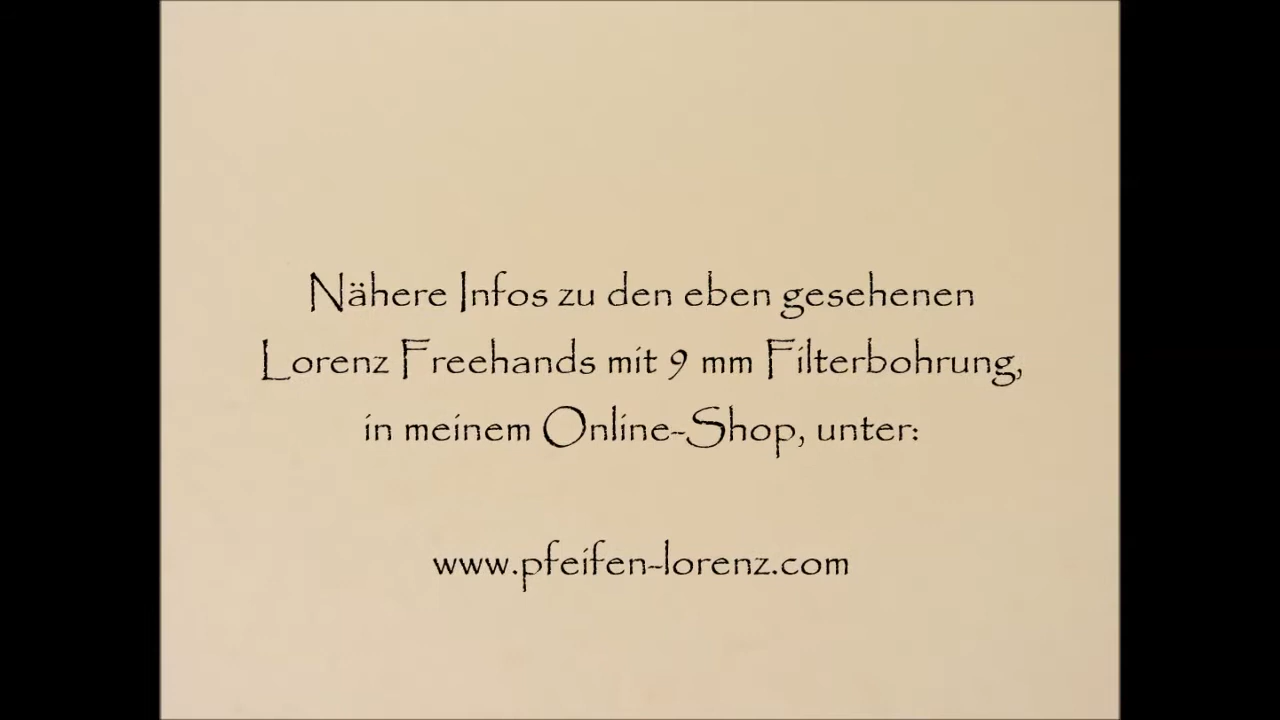 Nähere Infos zu den eben gesehenen
Lorenz Freehands mit 9 mm Filterbohrung,
in meinem Online-Shop, unter:
www.pfeifen-lorenz.com